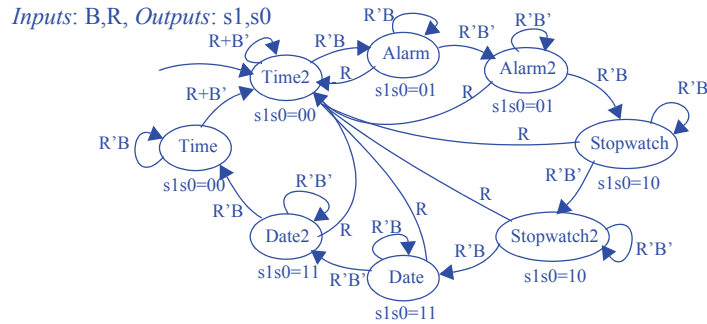 Inputs: B,R, Outputs: s1,s0
R+B'
R'B
R'B
Alarm
R'B'
R'B'
Time2
R
Alarm2
R'B
R'B
s1s0=01
R+B'
s1s0=00
R
s1s0=01
R'B
Time
R
Stopwatch
s1s0=00
R'B'
s1s0=10
R'B'
R
R'B
R
Date2
R
R'B
R'B
Stopwatch2
R'B'
s1s0=11
R'B'
Date
s1s0=10
s1s0=11